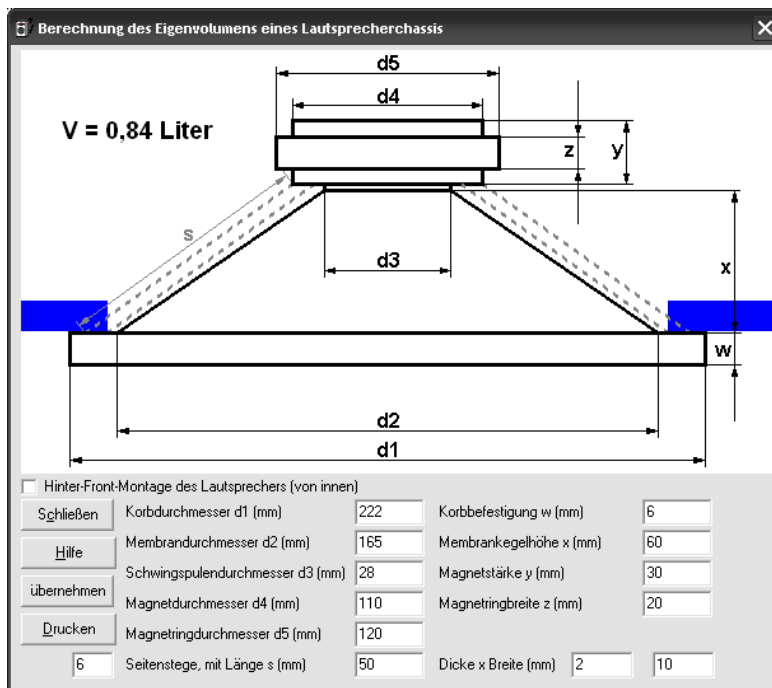 Berechnung des Eigenvolumens eines Lautsprecherchassis
d5
d4
V = 0,84 Liter
z
y
s
d3
x
w
d2
d1
Hinter-Front-Montage des Lautsprechers (von innen)
Schließen
Korbdurchmesser d1 (mm) 222 Korbbefestigung w (mm) 6
Hilfe
Membrandurchmesser d2 (mm) 165 Membrankegelhöhe x (mm) 60
Schwingspulendurchmesser d3 (mm) 28 Magnetstärke y (mm) 30
übernehmen
Magnetdurchmesser d4 (mm) 110 Magnetringbreite z (mm) 20
Drucken
Magnetringdurchmesser d5 (mm) 120
6 Seitenstege, mit Länge s (mm) 50 Dicke x Breite (mm) 2 10